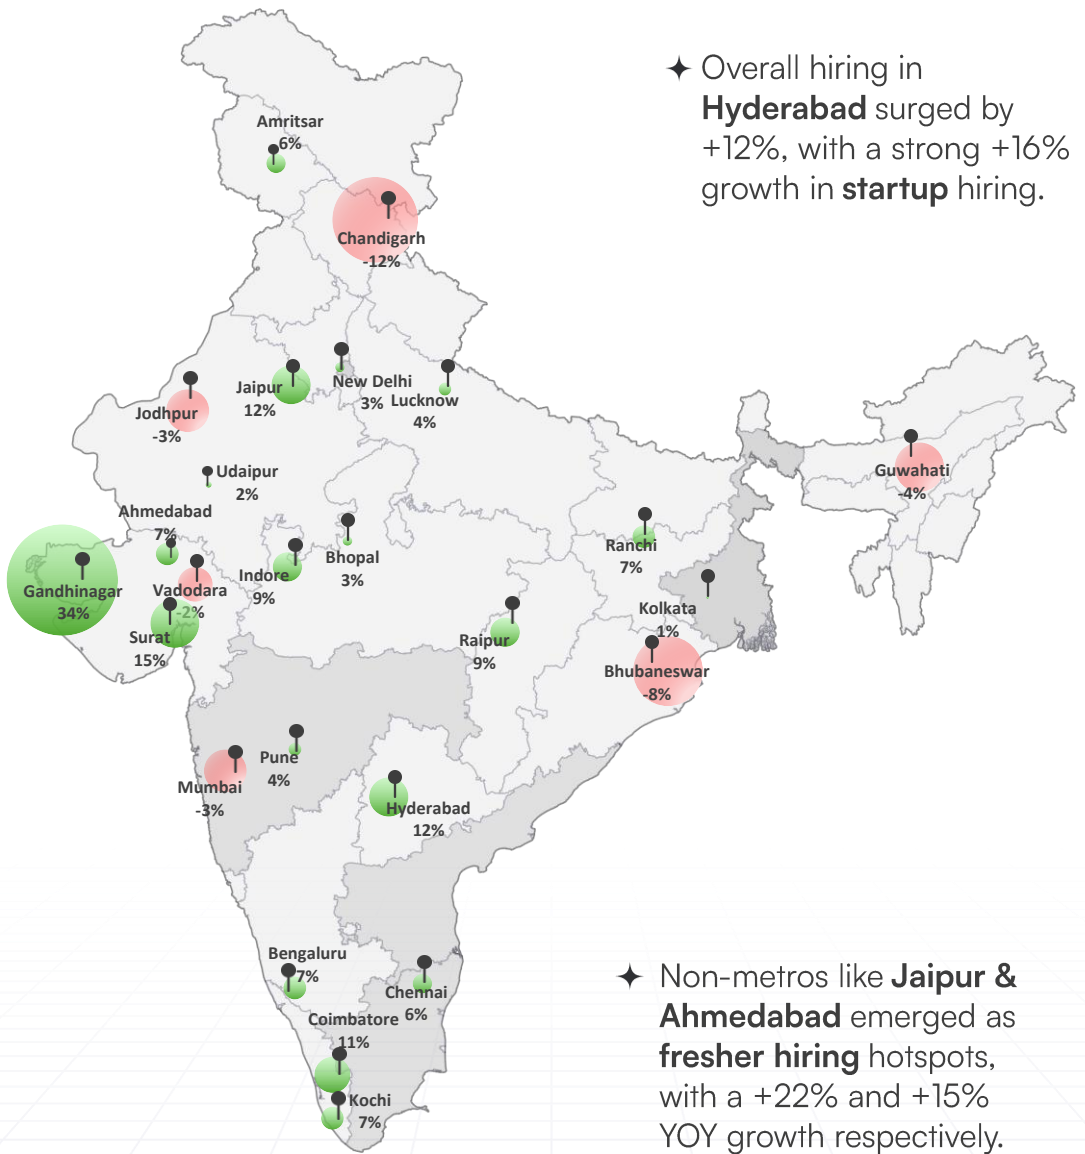 Overall hiring in
Hyderabad surged by
+12%, with a strong +16%
growth in startup hiring.
Amritsar
6%
Chandigarh
-12%
New Delhi
3%
Jaipur
12%
Lucknow
4%
Jodhpur
-3%
Udaipur
2%
Guwahati
-4%
Ahmedabad
7%
Bhopal
3%
Ranchi
7%
Indore
9%
Gandhinagar
34%
Vadodara
-2%
Kolkata
1%
Surat
15%
Raipur
9%
Bhubaneswar
-8%
Pune
4%
Mumbai
-3%
Hyderabad
12%
Bengaluru
7%
Chennai
6%
Coimbatore
11%
Kochi
7%
Non-metros like Jaipur &
Ahmedabad emerged as
fresher hiring hotspots,
with a +22% and +15%
YOY growth respectively.